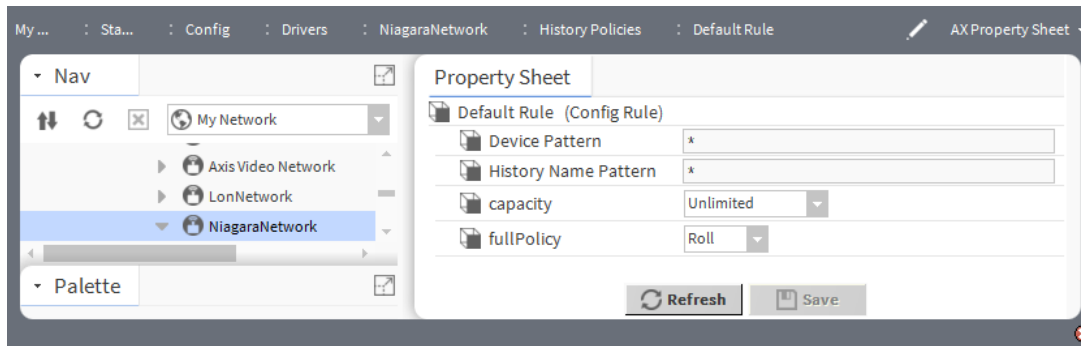 My ... : Sta... : Config : Drivers : NiagaraNetwork : History Policies : Default Rule AX Property Sheet
Nav
My Network
Axis Video Network
LonNetwork
NiagaraNetwork
Palette
Property Sheet
Default Rule (Config Rule)
Device Pattern *
History Name Pattern *
capacity Unlimited
fullPolicy Roll
Refresh Save